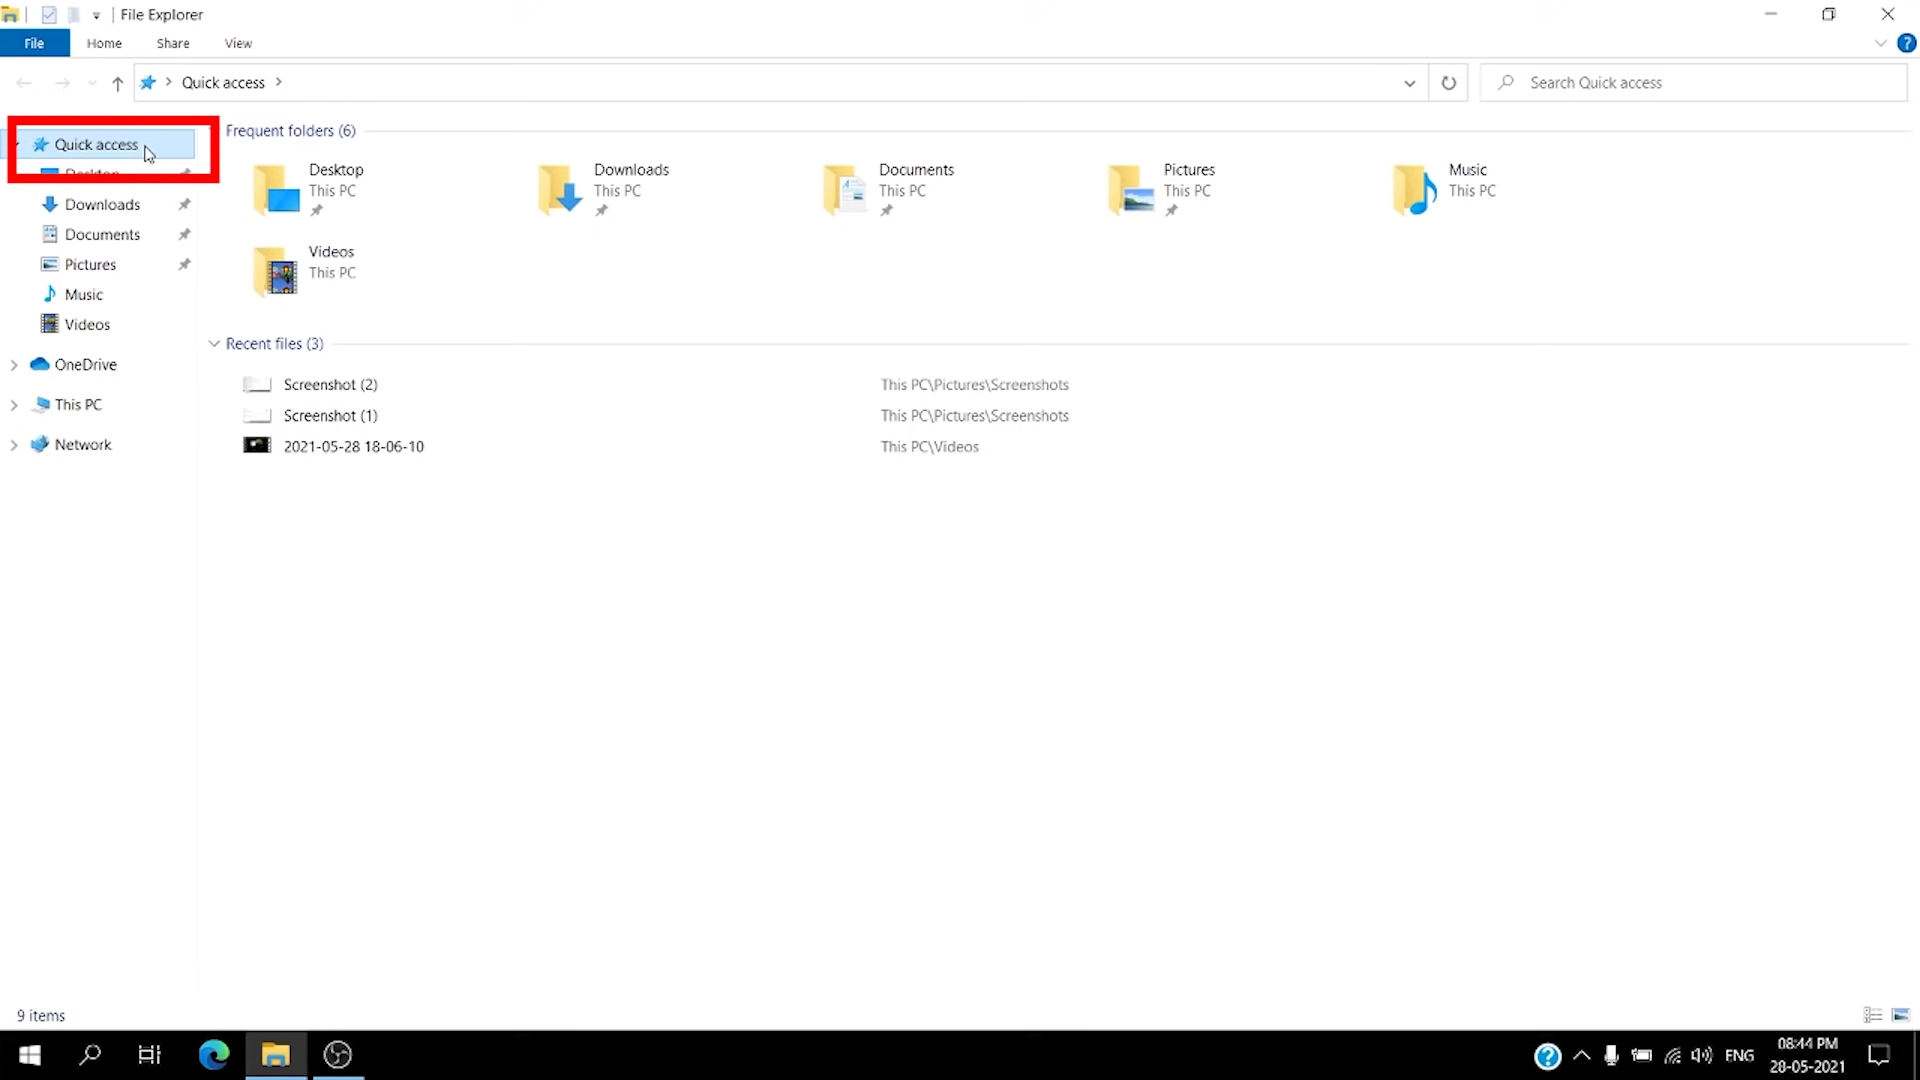 File Explorer
File Home Share View
Quick access
Search Quick access
Quick access
Desktop
Downloads
Documents
Pictures
Music
Videos
OneDrive
This PC
Network
Frequent folders (6)
Desktop
This PC
Downloads
This PC
Documents
This PC
Pictures
This PC
Music
This PC
Videos
This PC
Recent files (3)
Screenshot (2) This PC\Pictures\Screenshots
Screenshot (1) This PC\Pictures\Screenshots
2021-05-28 18-06-10 This PC\Videos
9 items
ENG
08:44 PM
28-05-2021